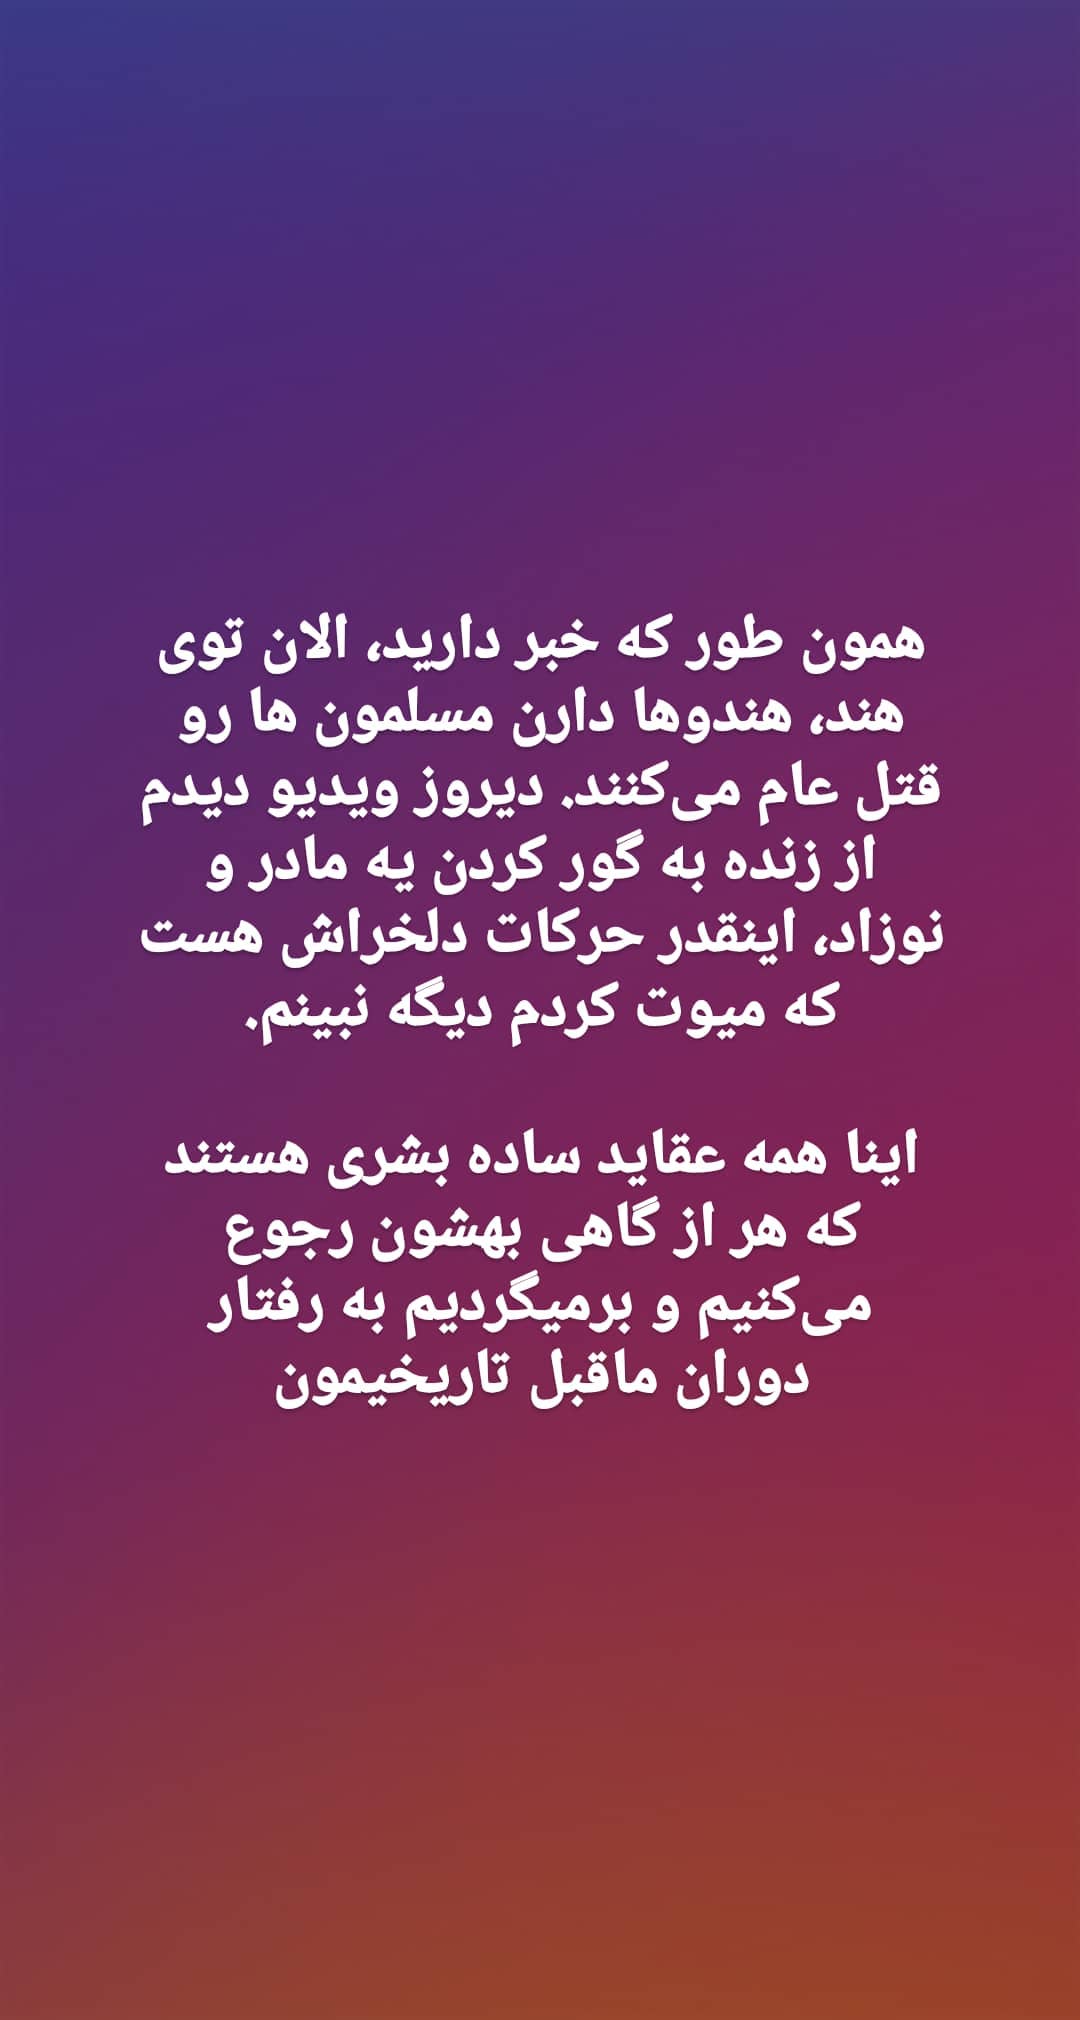 همون طور که خبر دارید، الان توی
هند، هندوها دارن مسلمون ها رو
قتل عام می‌کنند. دیروز ویدیو دیدم
از زنده به گور کردن یه مادر و
نوزاد، اینقدر حرکات دلخراش هست
که میوت کردم دیگه نبینم.
اینا همه عقاید ساده بشری هستند
که هر از گاهی بهشون رجوع
می‌کنیم و برمیگردیم به رفتار
دوران ماقبل تاریخیمون